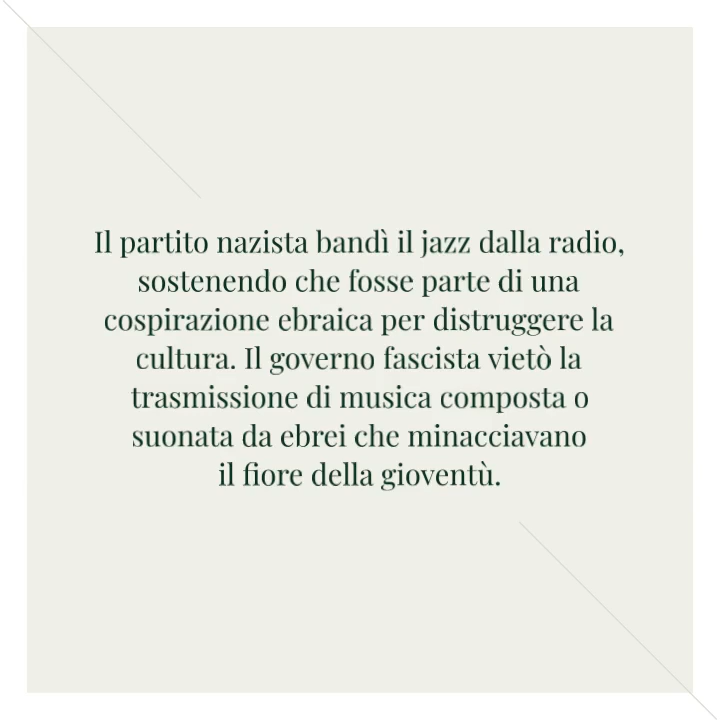 Il partito nazista bandì il jazz dalla radio,
sostenendo che fosse parte di una
cospirazione ebraica per distruggere la
cultura. Il governo fascista vietò la
trasmissione di musica composta o
suonata da ebrei che minacciavano
il fiore della gioventù.